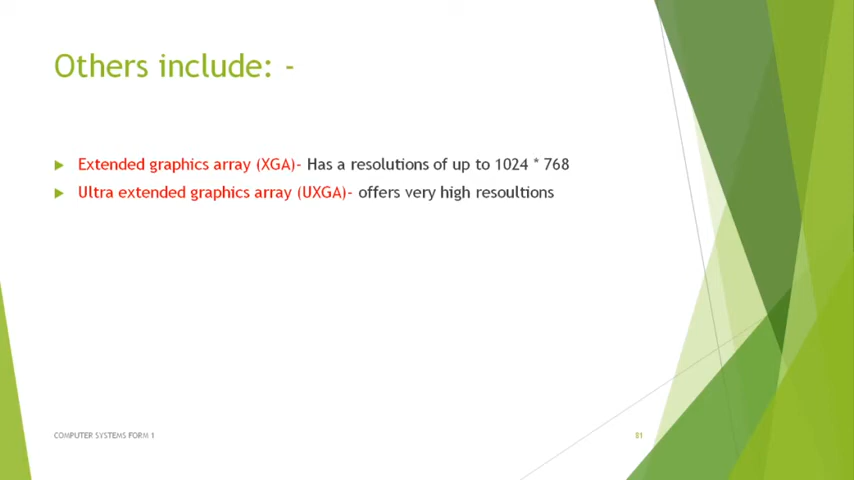 Others include: -
Extended graphics array (XGA)- Has a resolutions of up to 1024 * 768
Ultra extended graphics array (UXGA)- offers very high resoultions
COMPUTER SYSTEMS FORM 1
81